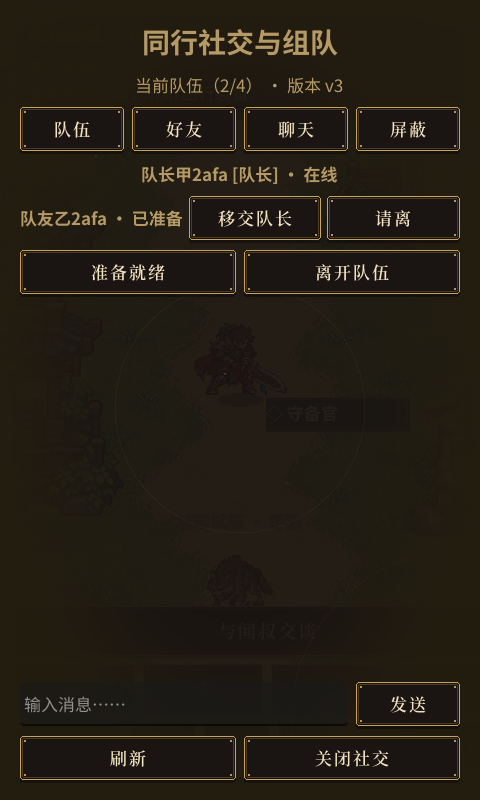 同行社交与组队
当前队伍（2/4） · 版本 v3
队伍 好友 聊天 屏蔽
队长甲2afa [队长] · 在线
队友乙2afa · 已准备 移交队长 请离
准备就绪 离开队伍
守备官
与闻叔交谈
输入消息…… 发送
刷新 关闭社交